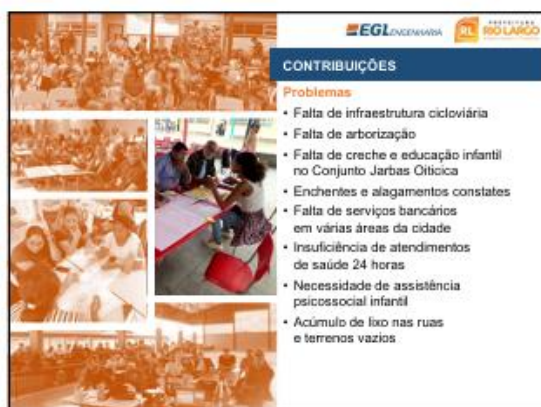 EGL ENGENHARIA
RL
PREFEITURA
RIO LARGO
CONTRIBUIÇÕES
Problemas
• Falta de infraestrutura cicloviária
• Falta de arborização
• Falta de creche e educação infantil
no Conjunto Jarbas Oiticica
• Enchentes e alagamentos constates
• Falta de serviços bancários
em várias áreas da cidade
• Insuficiência de atendimentos
de saúde 24 horas
• Necessidade de assistência
psicossocial infantil
• Acúmulo de lixo nas ruas
e terrenos vazios